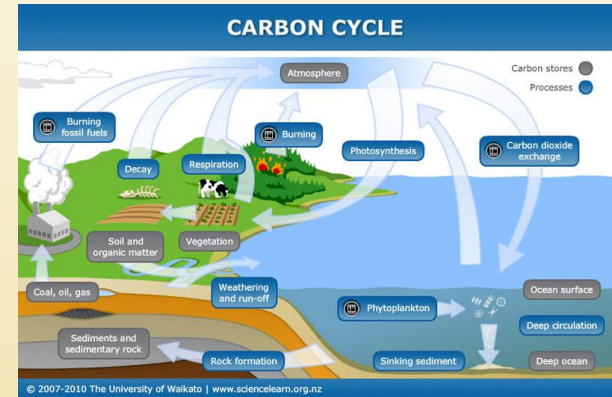 CARBON CYCLE
Atmosphere
Carbon stores
Processes
Burning
fossil fuels
Burning
Carbon dioxide
exchange
Decay
Respiration
Photosynthesis
Soil and
organic matter
Vegetation
Coal, oil, gas
Weathering
and run-off
Phytoplankton
Ocean surface
Deep circulation
Sediments and
sedimentary rock
Rock formation
Sinking sediment
Deep ocean
© 2007-2010 The University of Waikato | www.sciencelearn.org.nz